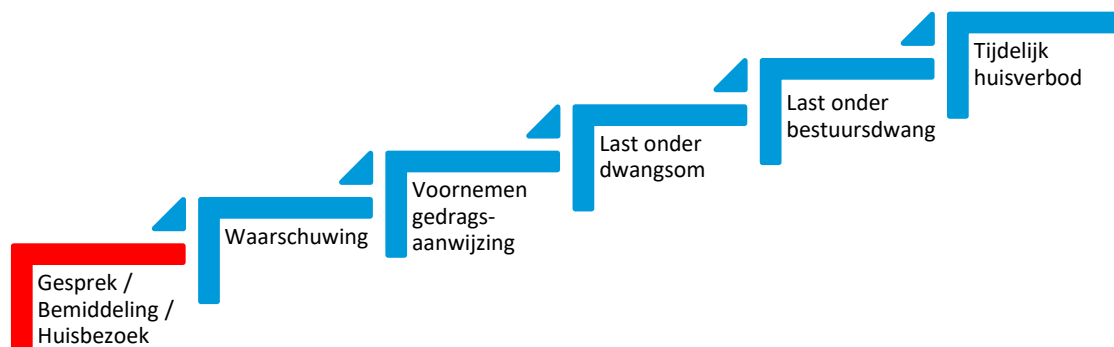 Gesprek /
Bemiddeling /
Huisbezoek
Waarschuwing
Voornemen
gedrags-
aanwijzing
Last onder
dwangsom
Last onder
bestuursdwang
Tijdelijk
huisverbod